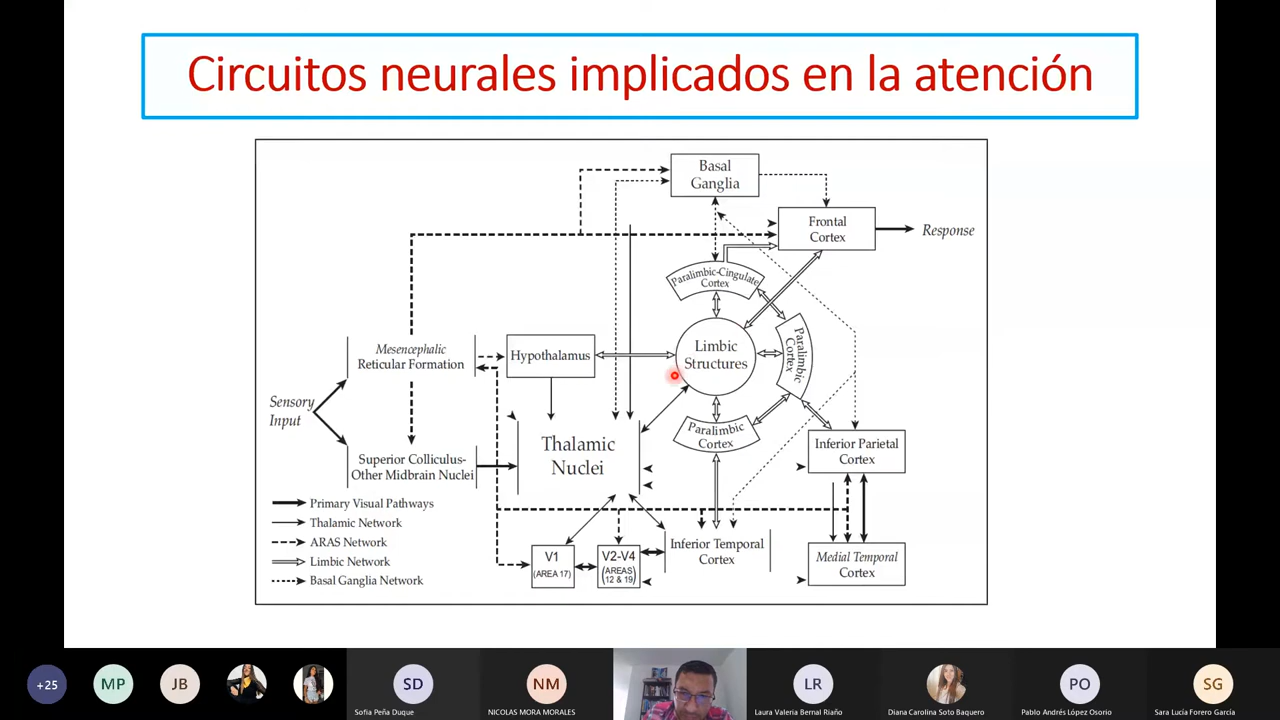 Circuitos neurales implicados en la atención
Basal
Ganglia
Frontal
Cortex
Response
Paralimbic-Cingulate
Cortex
Mesencephalic
Reticular Formation
Hypothalamus
Limbic
Structures
Paralimbic
Cortex
Sensory
Input
Thalamic
Nuclei
Paralimbic
Cortex
Inferior Parietal
Cortex
Superior Colliculus-
Other Midbrain Nuclei
Primary Visual Pathways
Thalamic Network
ARAS Network
Limbic Network
Basal Ganglia Network
V1
(AREA 17)
V2-V4
(AREAS
12 & 19)
Inferior Temporal
Cortex
Medial Temporal
Cortex
+25
MP
JB
SD
NM
LR
PO
SG
Sofia Peña Duque
NICOLAS MORA MORALES
Laura Valeria Bernal Riaño
Diana Carolina Soto Baquero
Pablo Andrés López Osorio
Sara Lucía Forero García